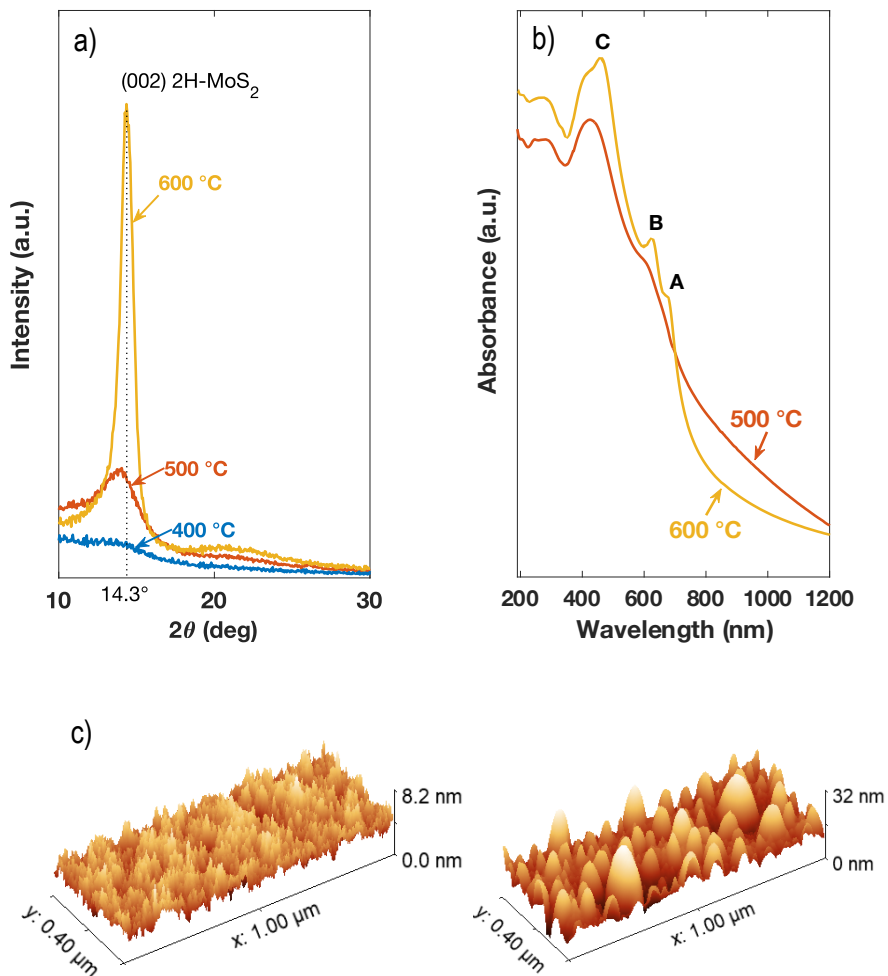 a)
(002) 2H-MoS₂
600 °C
500 °C
400 °C
Intensity (a.u.)
10 20 30
14.3°
2θ (deg)
b)
C
B
A
500 °C
600 °C
Absorbance (a.u.)
200 400 600 800 1000 1200
Wavelength (nm)
c)
8.2 nm
0.0 nm
x: 1.00 µm
y: 0.40 µm
32 nm
0 nm
x: 1.00 µm
y: 0.40 µm